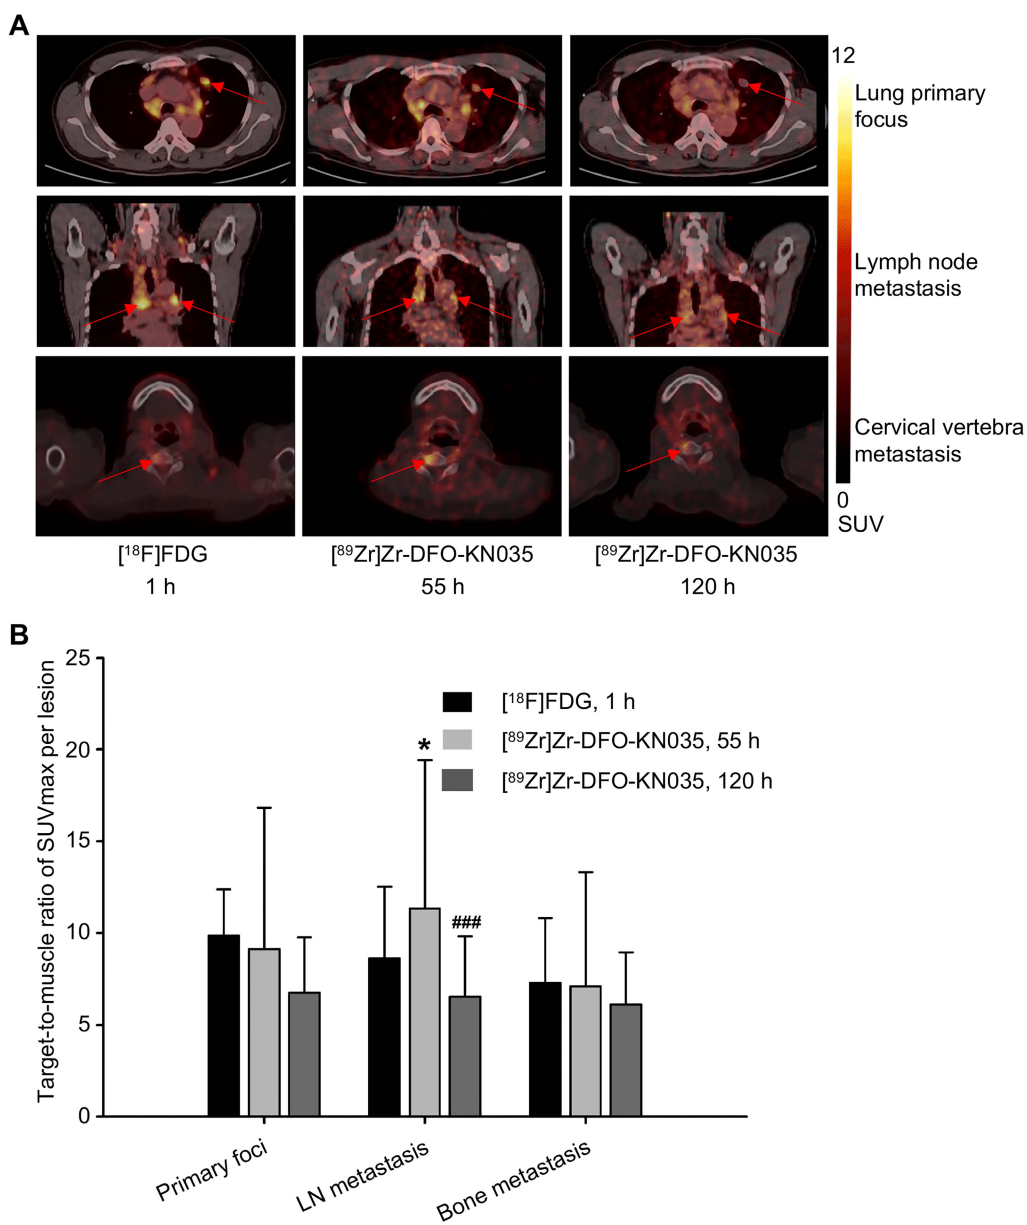 A
12
Lung primary
focus
Lymph node
metastasis
Cervical vertebra
metastasis
0
SUV
[¹⁸F]FDG
1 h
[⁸⁹Zr]Zr-DFO-KN035
55 h
[⁸⁹Zr]Zr-DFO-KN035
120 h
B
Target-to-muscle ratio of SUVmax per lesion
25
20
15
10
5
0
[¹⁸F]FDG, 1 h
[⁸⁹Zr]Zr-DFO-KN035, 55 h
[⁸⁹Zr]Zr-DFO-KN035, 120 h
*
###
Primary foci
LN metastasis
Bone metastasis